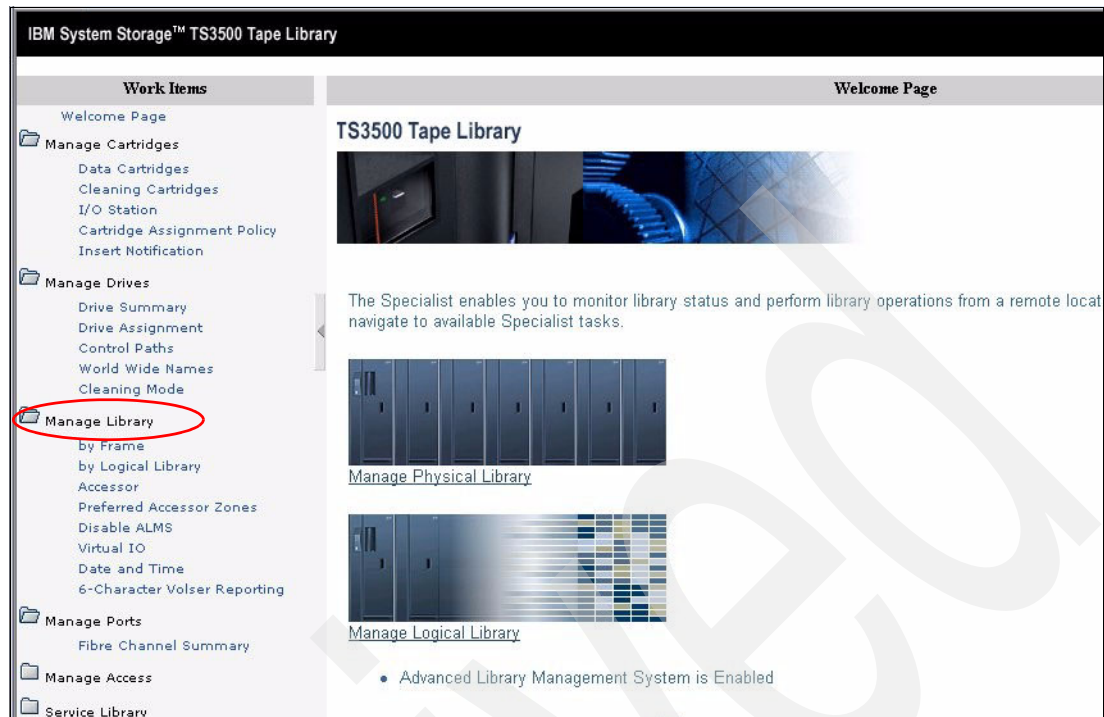 IBM System Storage™ TS3500 Tape Library
Work Items
Welcome Page
Manage Cartridges
Data Cartridges
Cleaning Cartridges
I/O Station
Cartridge Assignment Policy
Insert Notification
Manage Drives
Drive Summary
Drive Assignment
Control Paths
World Wide Names
Cleaning Mode
Manage Library
by Frame
by Logical Library
Accessor
Preferred Accessor Zones
Disable ALMS
Virtual IO
Date and Time
6-Character Volser Reporting
Manage Ports
Fibre Channel Summary
Manage Access
Service Library
Welcome Page
TS3500 Tape Library
The Specialist enables you to monitor library status and perform library operations from a remote locat
navigate to available Specialist tasks.
Manage Physical Library
Manage Logical Library
• Advanced Library Management System is Enabled